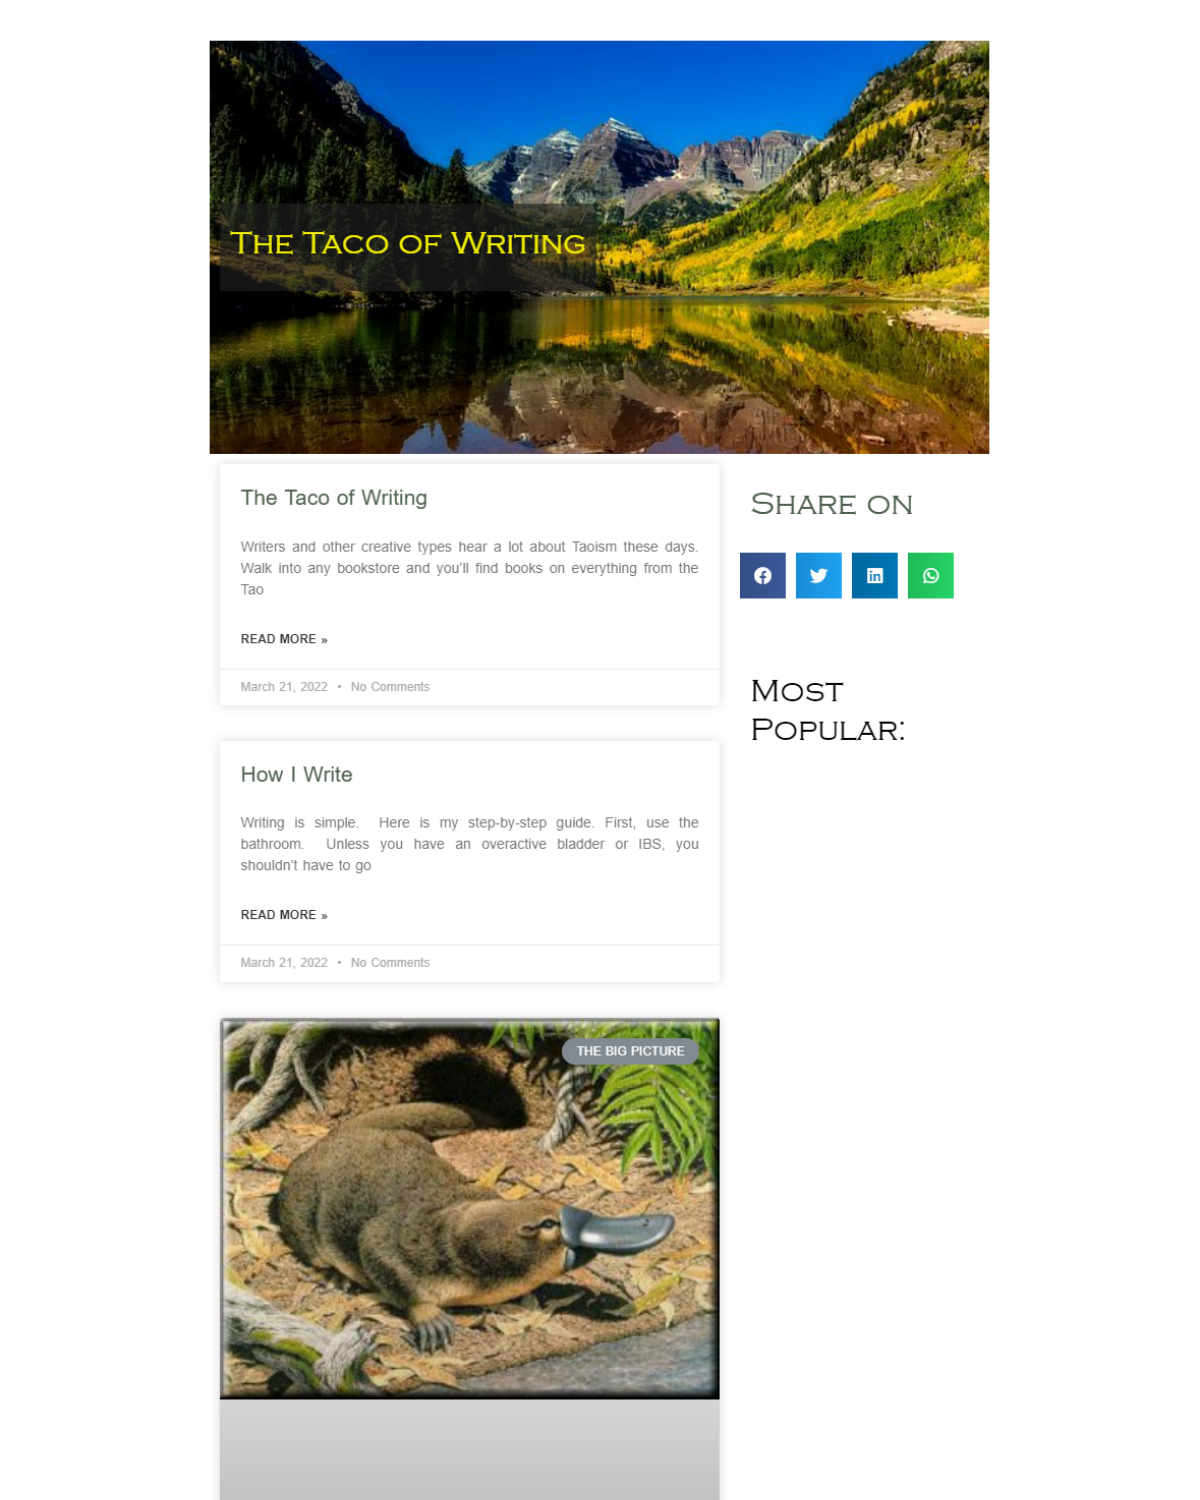 The Taco of Writing
The Taco of Writing
Writers and other creative types hear a lot about Taoism these days.
Walk into any bookstore and you’ll find books on everything from the
Tao
READ MORE »
March 21, 2022 • No Comments
How I Write
Writing is simple.  Here is my step-by-step guide. First, use the
bathroom.  Unless you have an overactive bladder or IBS, you
shouldn’t have to go
READ MORE »
March 21, 2022 • No Comments
THE BIG PICTURE
Share on
Most
Popular: